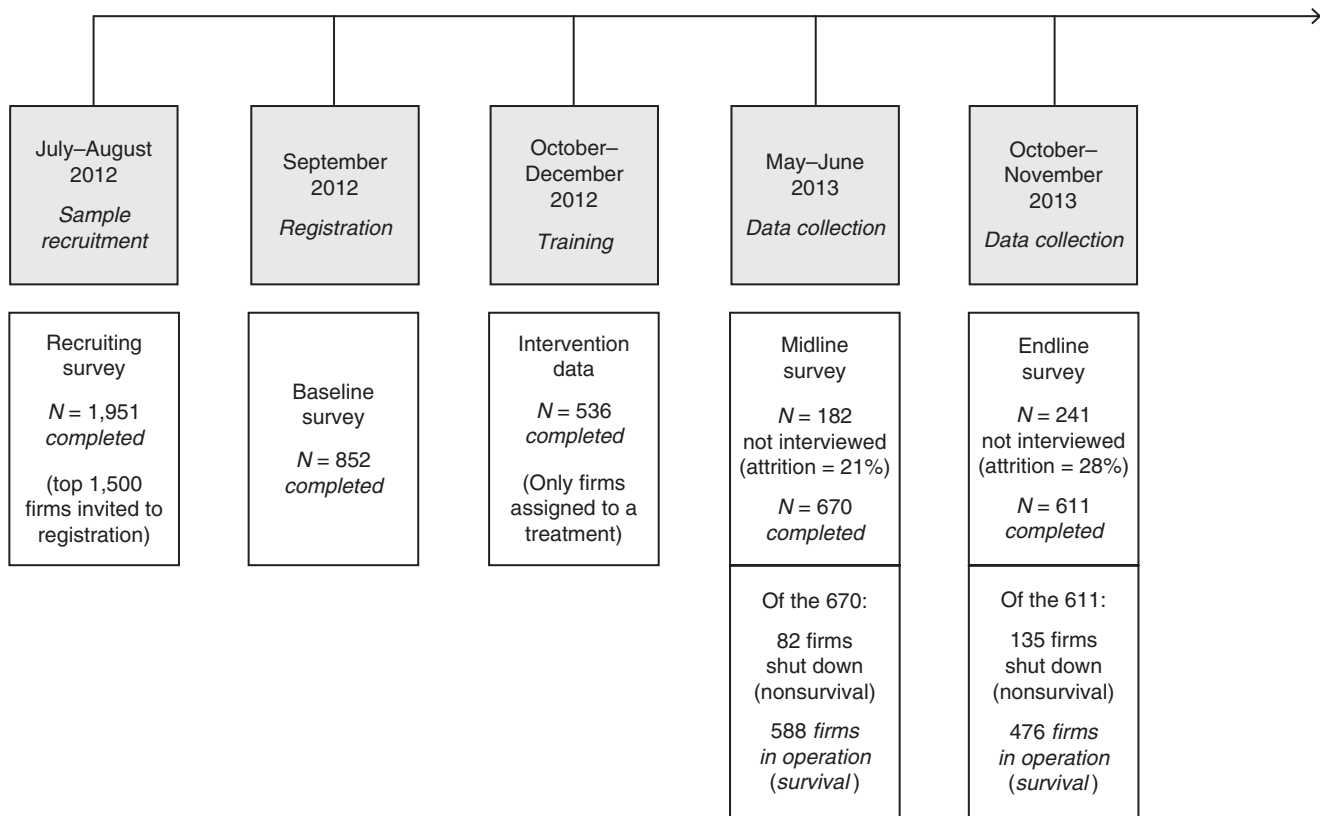 July–August
2012
Sample
recruitment
September
2012
Registration
October–
December
2012
Training
May–June
2013
Data collection
October–
November
2013
Data collection
Recruiting
survey
N = 1,951
completed
(top 1,500
firms invited to
registration)
Baseline
survey
N = 852
completed
Intervention
data
N = 536
completed
(Only firms
assigned to a
treatment)
Midline
survey
N = 182
not interviewed
(attrition = 21%)
N = 670
completed
Endline
survey
N = 241
not interviewed
(attrition = 28%)
N = 611
completed
Of the 670:
82 firms
shut down
(nonsurvival)
588 firms
in operation
(survival)
Of the 611:
135 firms
shut down
(nonsurvival)
476 firms
in operation
(survival)